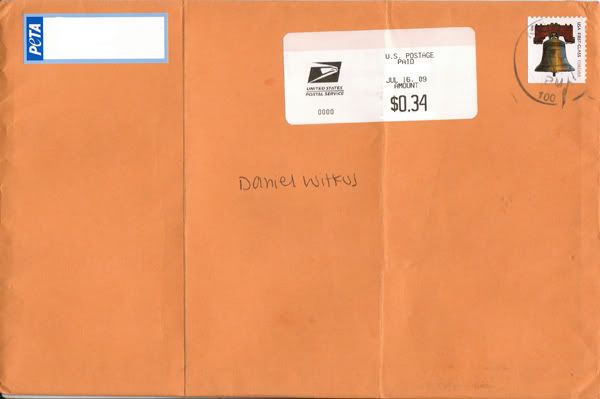 PETA
U.S. POSTAGE
PAID
JUL 16. 09
AMOUNT
$0.34
UNITED STATES
POSTAL SERVICE
0000
USA FIRST-CLASS FOREVER
100
Daniel Witkus